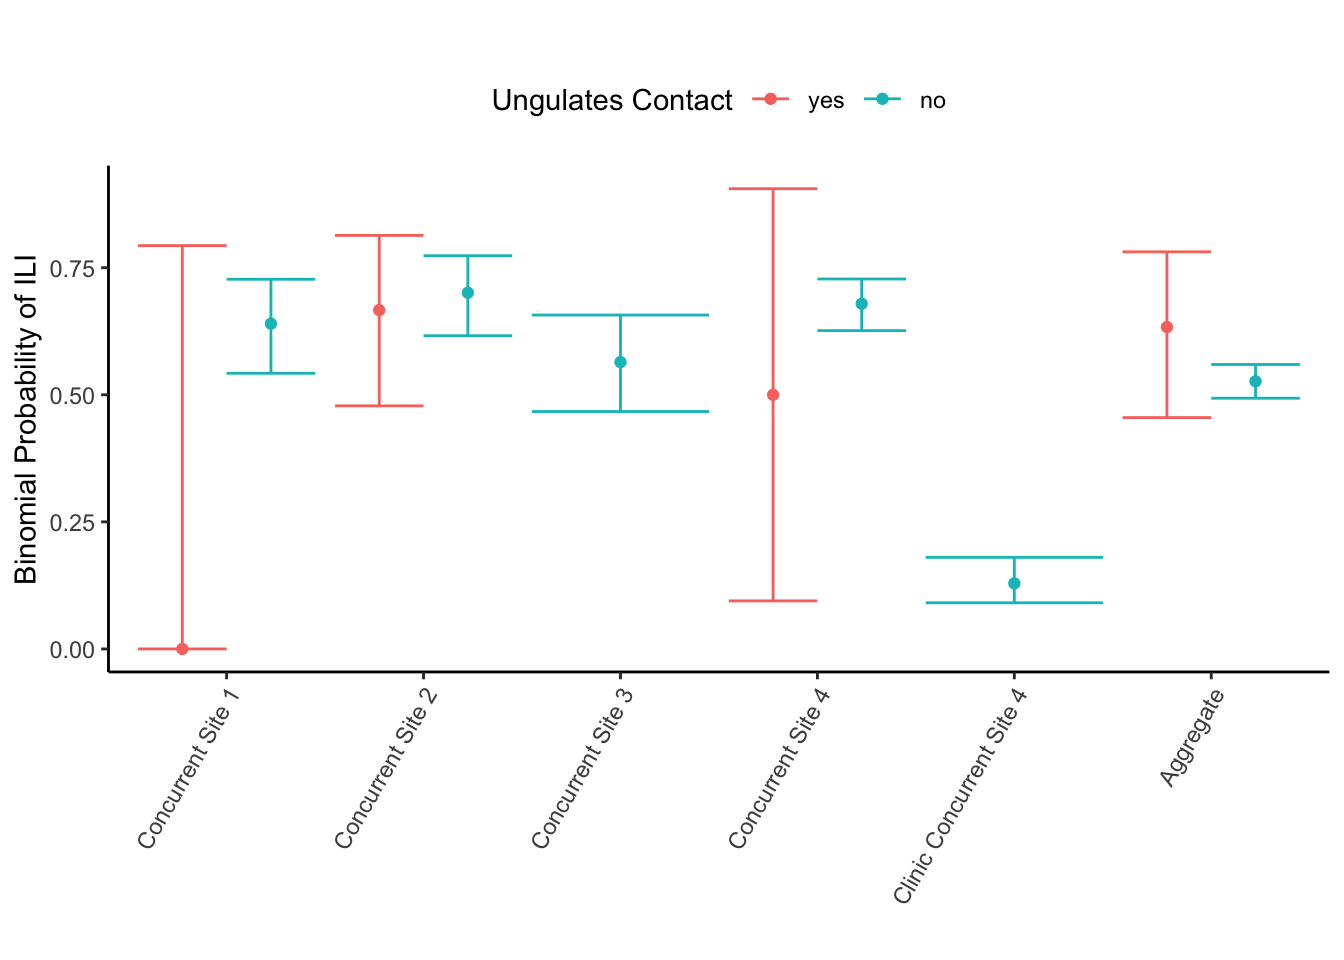 Ungulates Contact yes no
Binomial Probability of ILI
0.75
0.50
0.25
0.00
Concurrent Site 1
Concurrent Site 2
Concurrent Site 3
Concurrent Site 4
Clinic Concurrent Site 4
Aggregate